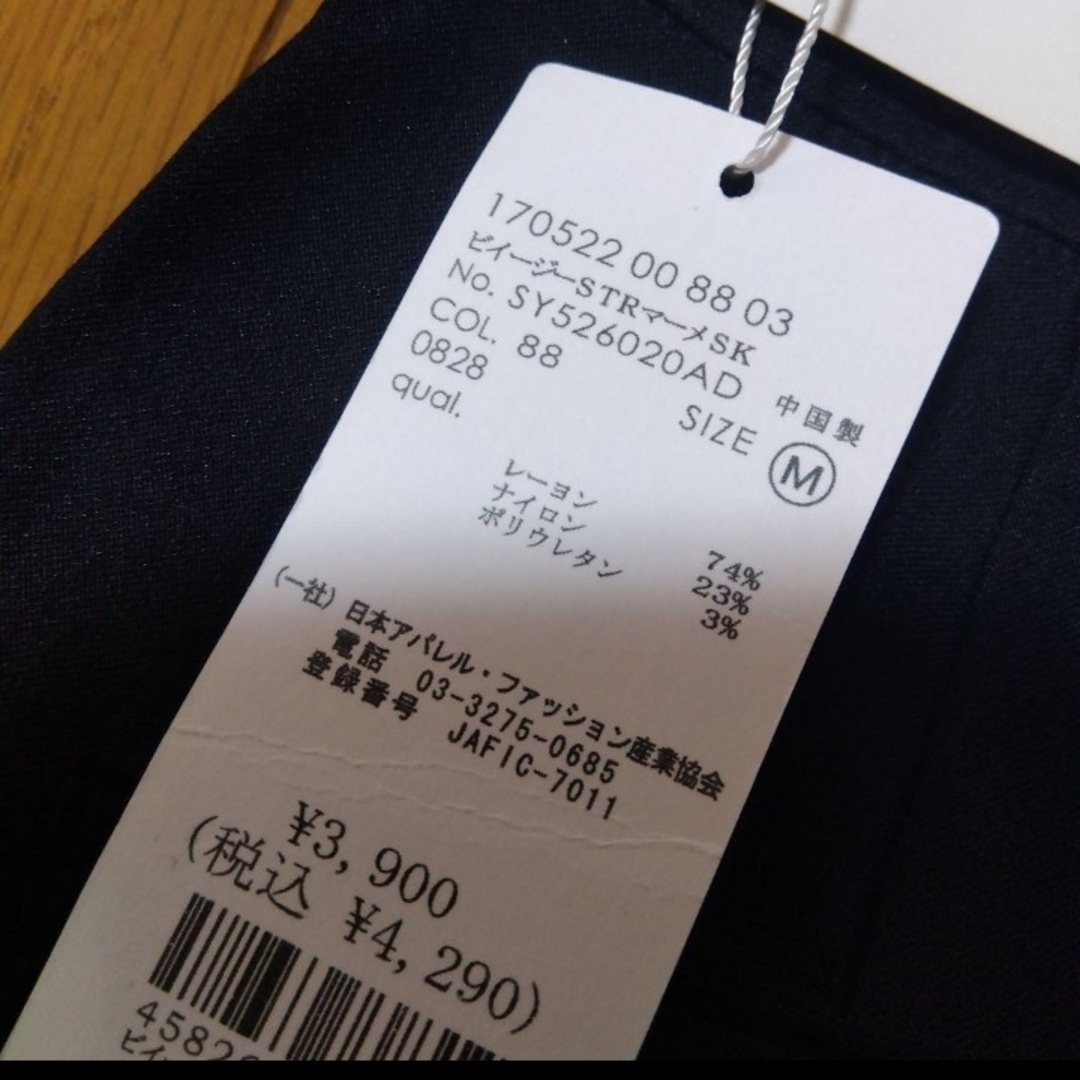 170522 00 88 03
ビイージーSTRマーメSK
No. SY526020AD
COL. 88 中国製
0828 SIZE M
qual.
レーヨン 74%
ナイロン 23%
ポリウレタン 3%
(一社) 日本アパレル・ファッション産業協会
電話 03-3275-0685
登録番号 JAFIC-7011
¥3,900
(税込 ¥4,290)
4582